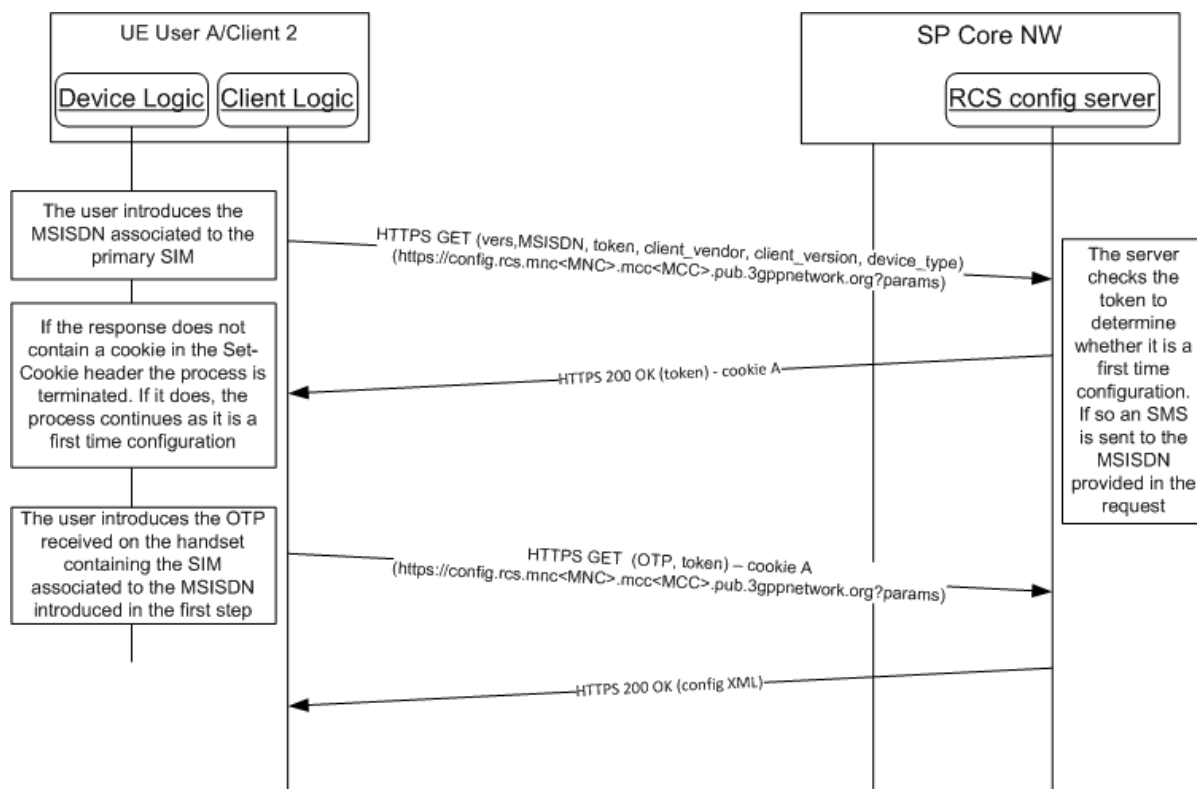 UE User A/Client 2
SP Core NW
Device Logic
Client Logic
RCS config server
The user introduces the
MSISDN associated to the
primary SIM
HTTPS GET (vers,MSISDN, token, client_vendor, client_version, device_type)
(https://config.rcs.mnc<MNC>.mcc<MCC>.pub.3gppnetwork.org?params)
The server
checks the
token to
determine
whether it is a
first time
configuration.
If so an SMS
is sent to the
MSISDN
provided in the
request
If the response does not
contain a cookie in the Set-
Cookie header the process is
terminated. If it does, the
process continues as it is a
first time configuration
HTTPS 200 OK (token) - cookie A
The user introduces the OTP
received on the handset
containing the SIM
associated to the MSISDN
introduced in the first step
HTTPS GET (OTP, token) – cookie A
(https://config.rcs.mnc<MNC>.mcc<MCC>.pub.3gppnetwork.org?params)
HTTPS 200 OK (config XML)